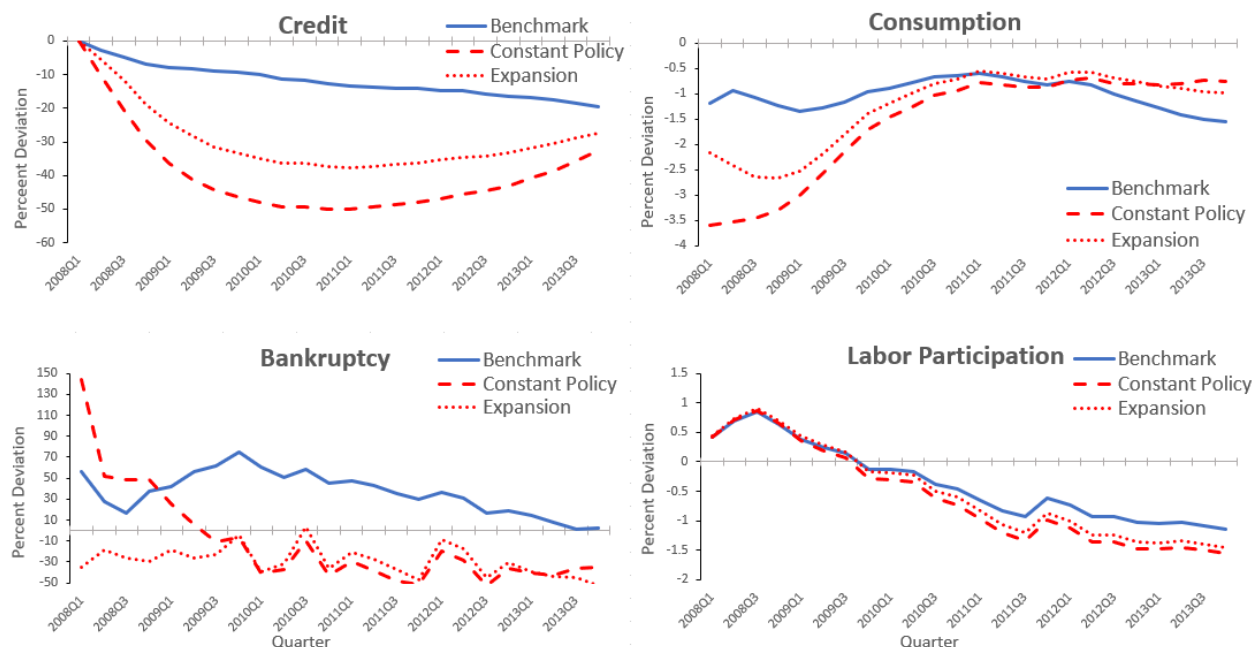 Credit
Benchmark
Constant Policy
Expansion
Perceent Deviation
0
-10
-20
-30
-40
-50
-60
2008Q1
2008Q3
2009Q1
2009Q3
2010Q1
2010Q3
2011Q1
2011Q3
2012Q1
2012Q3
2013Q1
2013Q3
Consumption
Percent Deviation
0
-0.5
-1
-1.5
-2
-2.5
-3
-3.5
-4
Benchmark
Constant Policy
Expansion
2008Q1
2008Q3
2009Q1
2009Q3
2010Q1
2010Q3
2011Q1
2011Q3
2012Q1
2012Q3
2013Q1
2013Q3
Bankruptcy
Benchmark
Constant Policy
Expansion
Percent Deviation
150
130
110
90
70
50
30
10
-10
-30
-50
2008Q1
2008Q3
2009Q1
2009Q3
2010Q1
2010Q3
2011Q1
2011Q3
2012Q1
2012Q3
2013Q1
2013Q3
Quarter
Labor Participation
Benchmark
Constant Policy
Expansion
Percent Deviation
1.5
1
0.5
0
-0.5
-1
-1.5
-2
2008Q1
2008Q3
2009Q1
2009Q3
2010Q1
2010Q3
2011Q1
2011Q3
2012Q1
2012Q3
2013Q1
2013Q3
Quarter